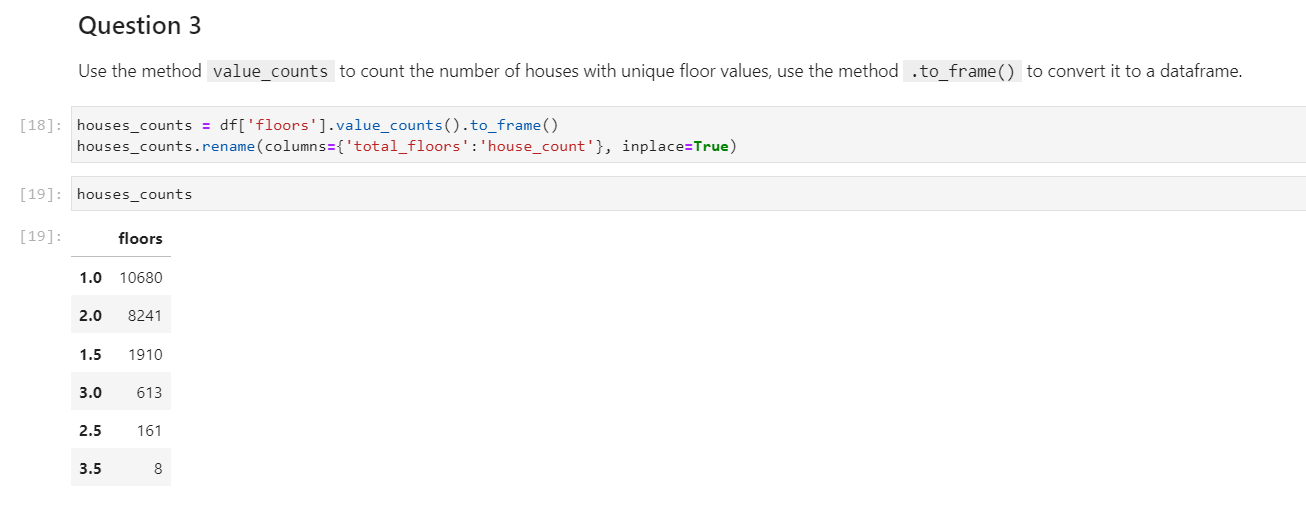 Question 3
Use the method value_counts to count the number of houses with unique floor values, use the method .to_frame() to convert it to a dataframe.
[18]: houses_counts = df['floors'].value_counts().to_frame()
houses_counts.rename(columns={'total_floors':'house_count'}, inplace=True)
[19]: houses_counts
[19]: floors
1.0 10680
2.0 8241
1.5 1910
3.0 613
2.5 161
3.5 8